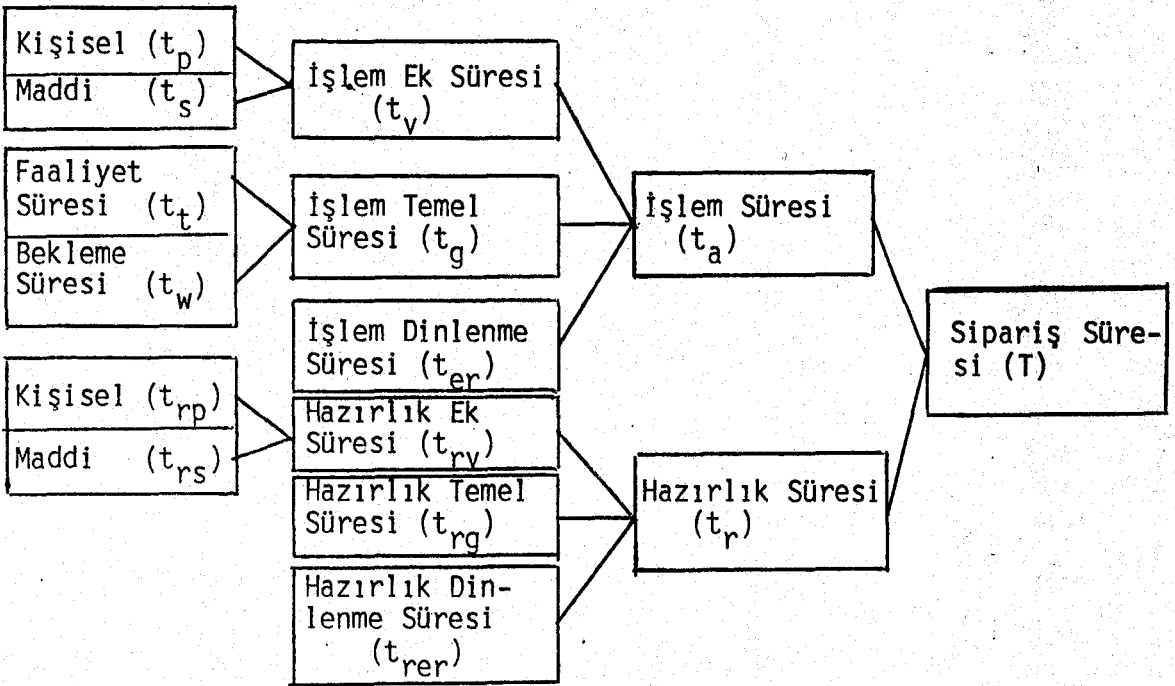 Kişisel (t_p)
Maddi (t_s)
İşlem Ek Süresi
(t_v)
Faaliyet
Süresi (t_t)
Bekleme
Süresi (t_w)
İşlem Temel
Süresi (t_g)
İşlem Dinlenme
Süresi (t_er)
İşlem Süresi
(t_a)
Kişisel (t_rp)
Maddi (t_rs)
Hazırlık Ek
Süresi (t_rv)
Hazırlık Temel
Süresi (t_rg)
Hazırlık Din-
lenme Süresi
(t_rer)
Hazırlık Süresi
(t_r)
Sipariş Süre-
si (T)